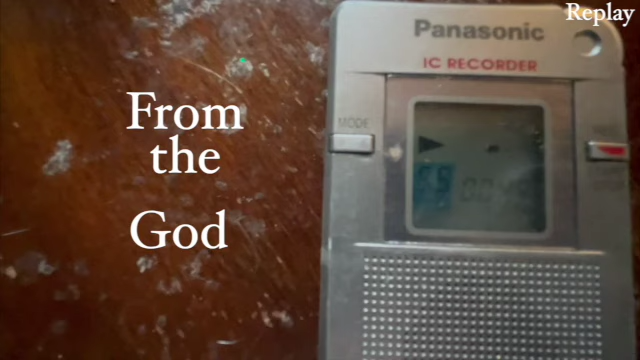 Replay
Panasonic
IC RECORDER
MODE
From
the
God